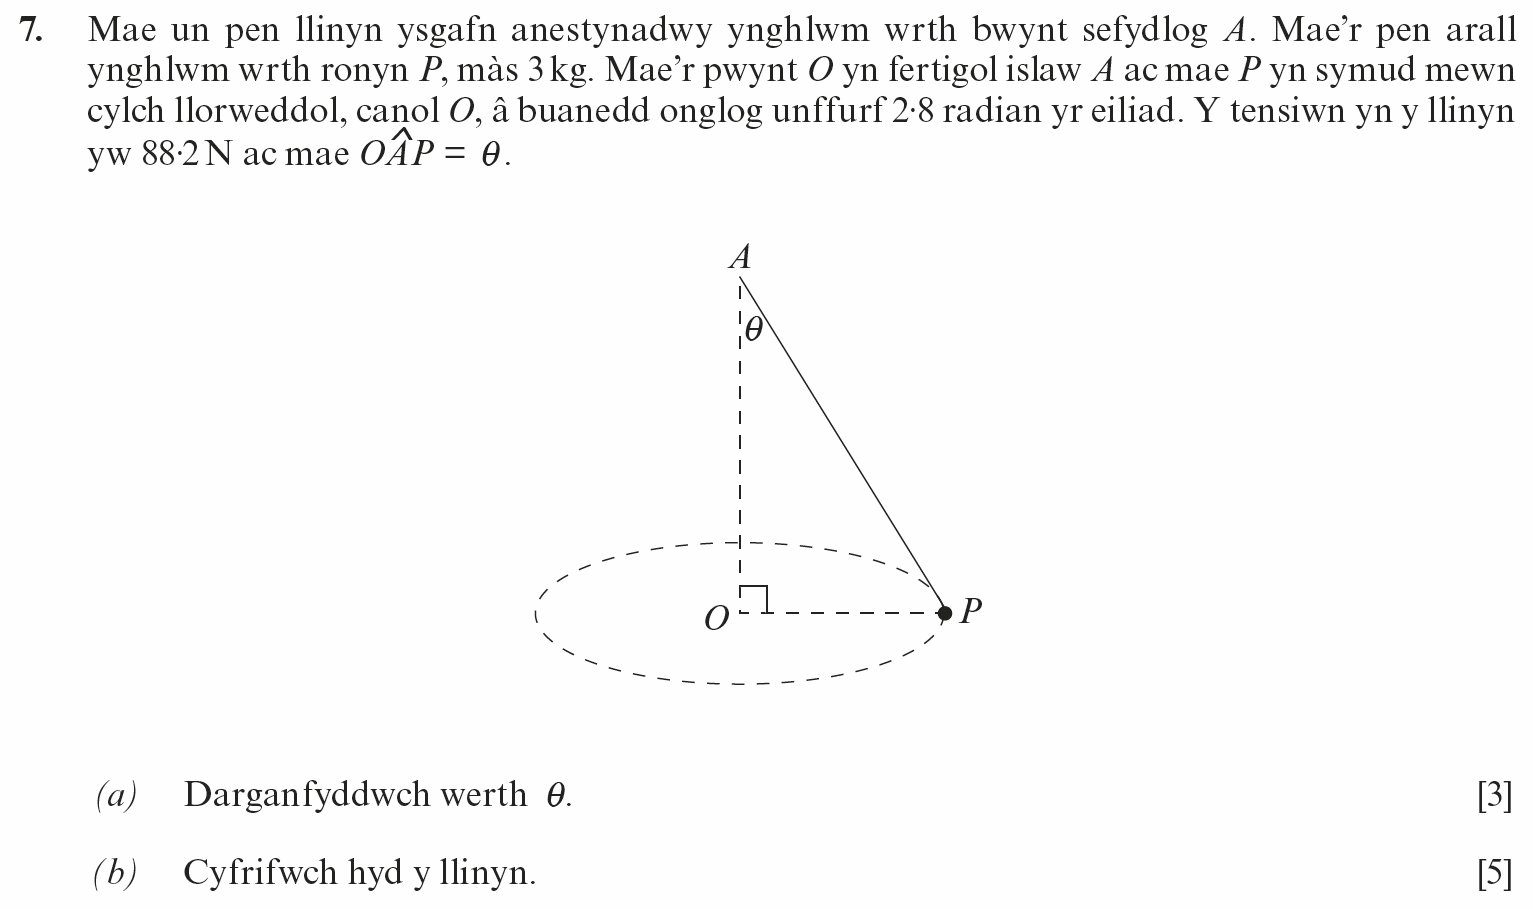 7. Mae un pen llinyn ysgafn anestynadwy ynghlwm wrth bwynt sefydlog A. Mae’r pen arall
ynghlwm wrth ronyn P, màs 3 kg. Mae’r pwynt O yn fertigol islaw A ac mae P yn symud mewn
cylch llorweddol, canol O, â buanedd onglog unffurf 2·8 radian yr eiliad. Y tensiwn yn y llinyn
yw 88·2 N ac mae OÂP = θ.
A
θ
O
P
(a) Darganfyddwch werth θ. [3]
(b) Cyfrifwch hyd y llinyn. [5]